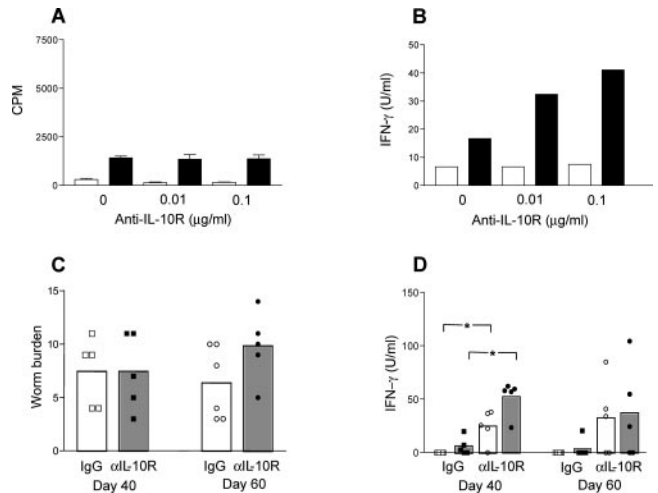 A
7500
5000
2500
0
CPM
0 0.01 0.1
Anti-IL-10R (μg/ml)
B
50
40
30
20
10
0
IFN-γ (U/ml)
0 0.01 0.1
Anti-IL-10R (μg/ml)
C
15
10
5
0
Worm burden
IgG αIL-10R IgG αIL-10R
Day 40 Day 60
D
150
100
50
0
IFN-γ (U/ml)
* 
*
IgG αIL-10R IgG αIL-10R
Day 40 Day 60